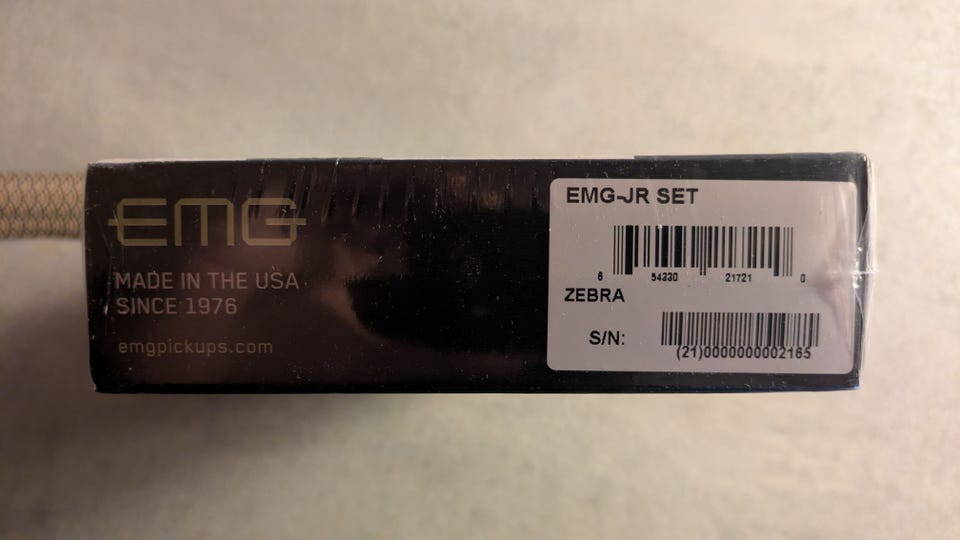 EMG
MADE IN THE USA
SINCE 1976
emgpickups.com
EMG-JR SET
6 54330 21721 0
ZEBRA
S/N:
(21)0000000002165